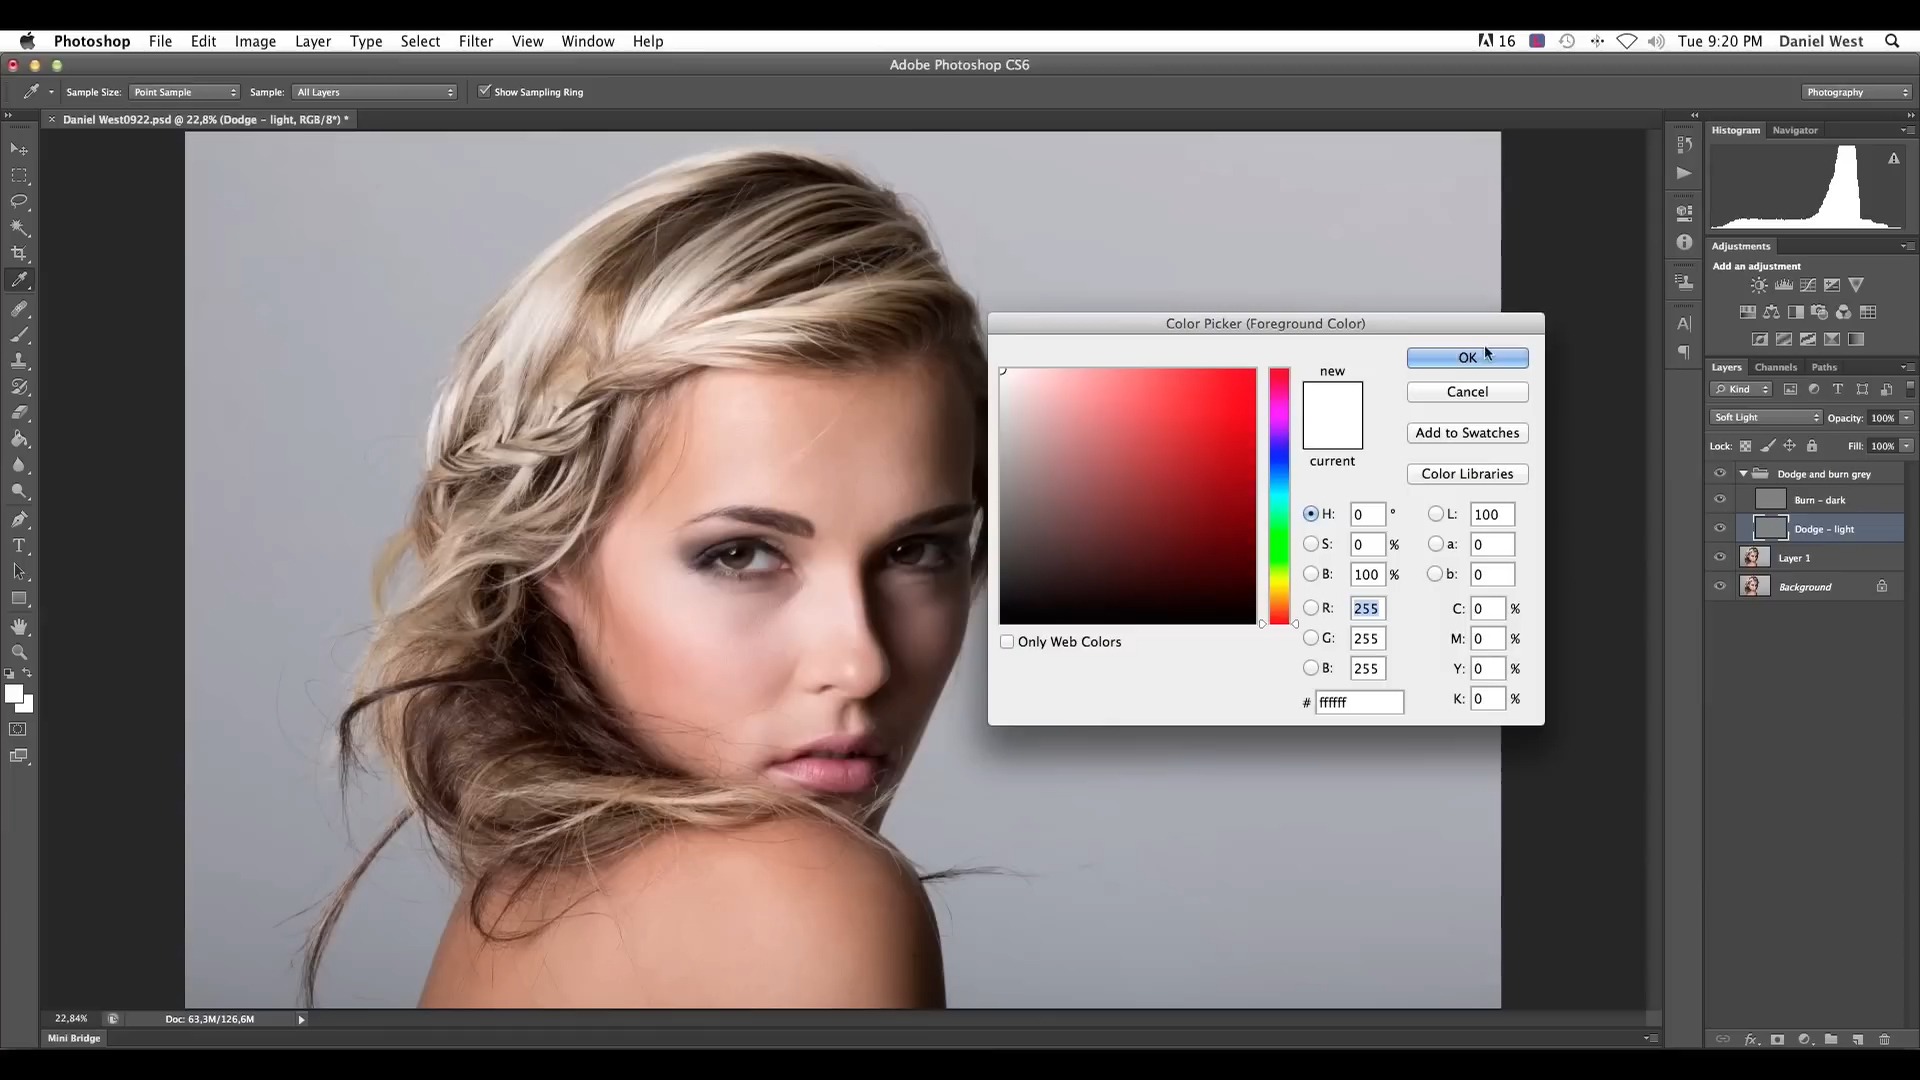 Photoshop File Edit Image Layer Type Select Filter View Window Help 16 Tue 9:20 PM Daniel West
Adobe Photoshop CS6
Sample Size: Point Sample Sample: All Layers Show Sampling Ring Photography
Daniel West0922.psd @ 22,8% (Dodge - light, RGB/8*) *
Histogram Navigator
Adjustments
Add an adjustment
Color Picker (Foreground Color)
OK
new
Cancel
Add to Swatches
current
Color Libraries
H: 0 ° L: 100
S: 0 % a: 0
B: 100 % b: 0
R: 255 C: 0 %
G: 255 M: 0 %
B: 255 Y: 0 %
# ffffff K: 0 %
Only Web Colors
Layers Channels Paths
Kind
Soft Light Opacity: 100%
Lock: Fill: 100%
Dodge and burn grey
Burn - dark
Dodge - light
Layer 1
Background
22,84% Doc: 63,3M/126,6M
Mini Bridge